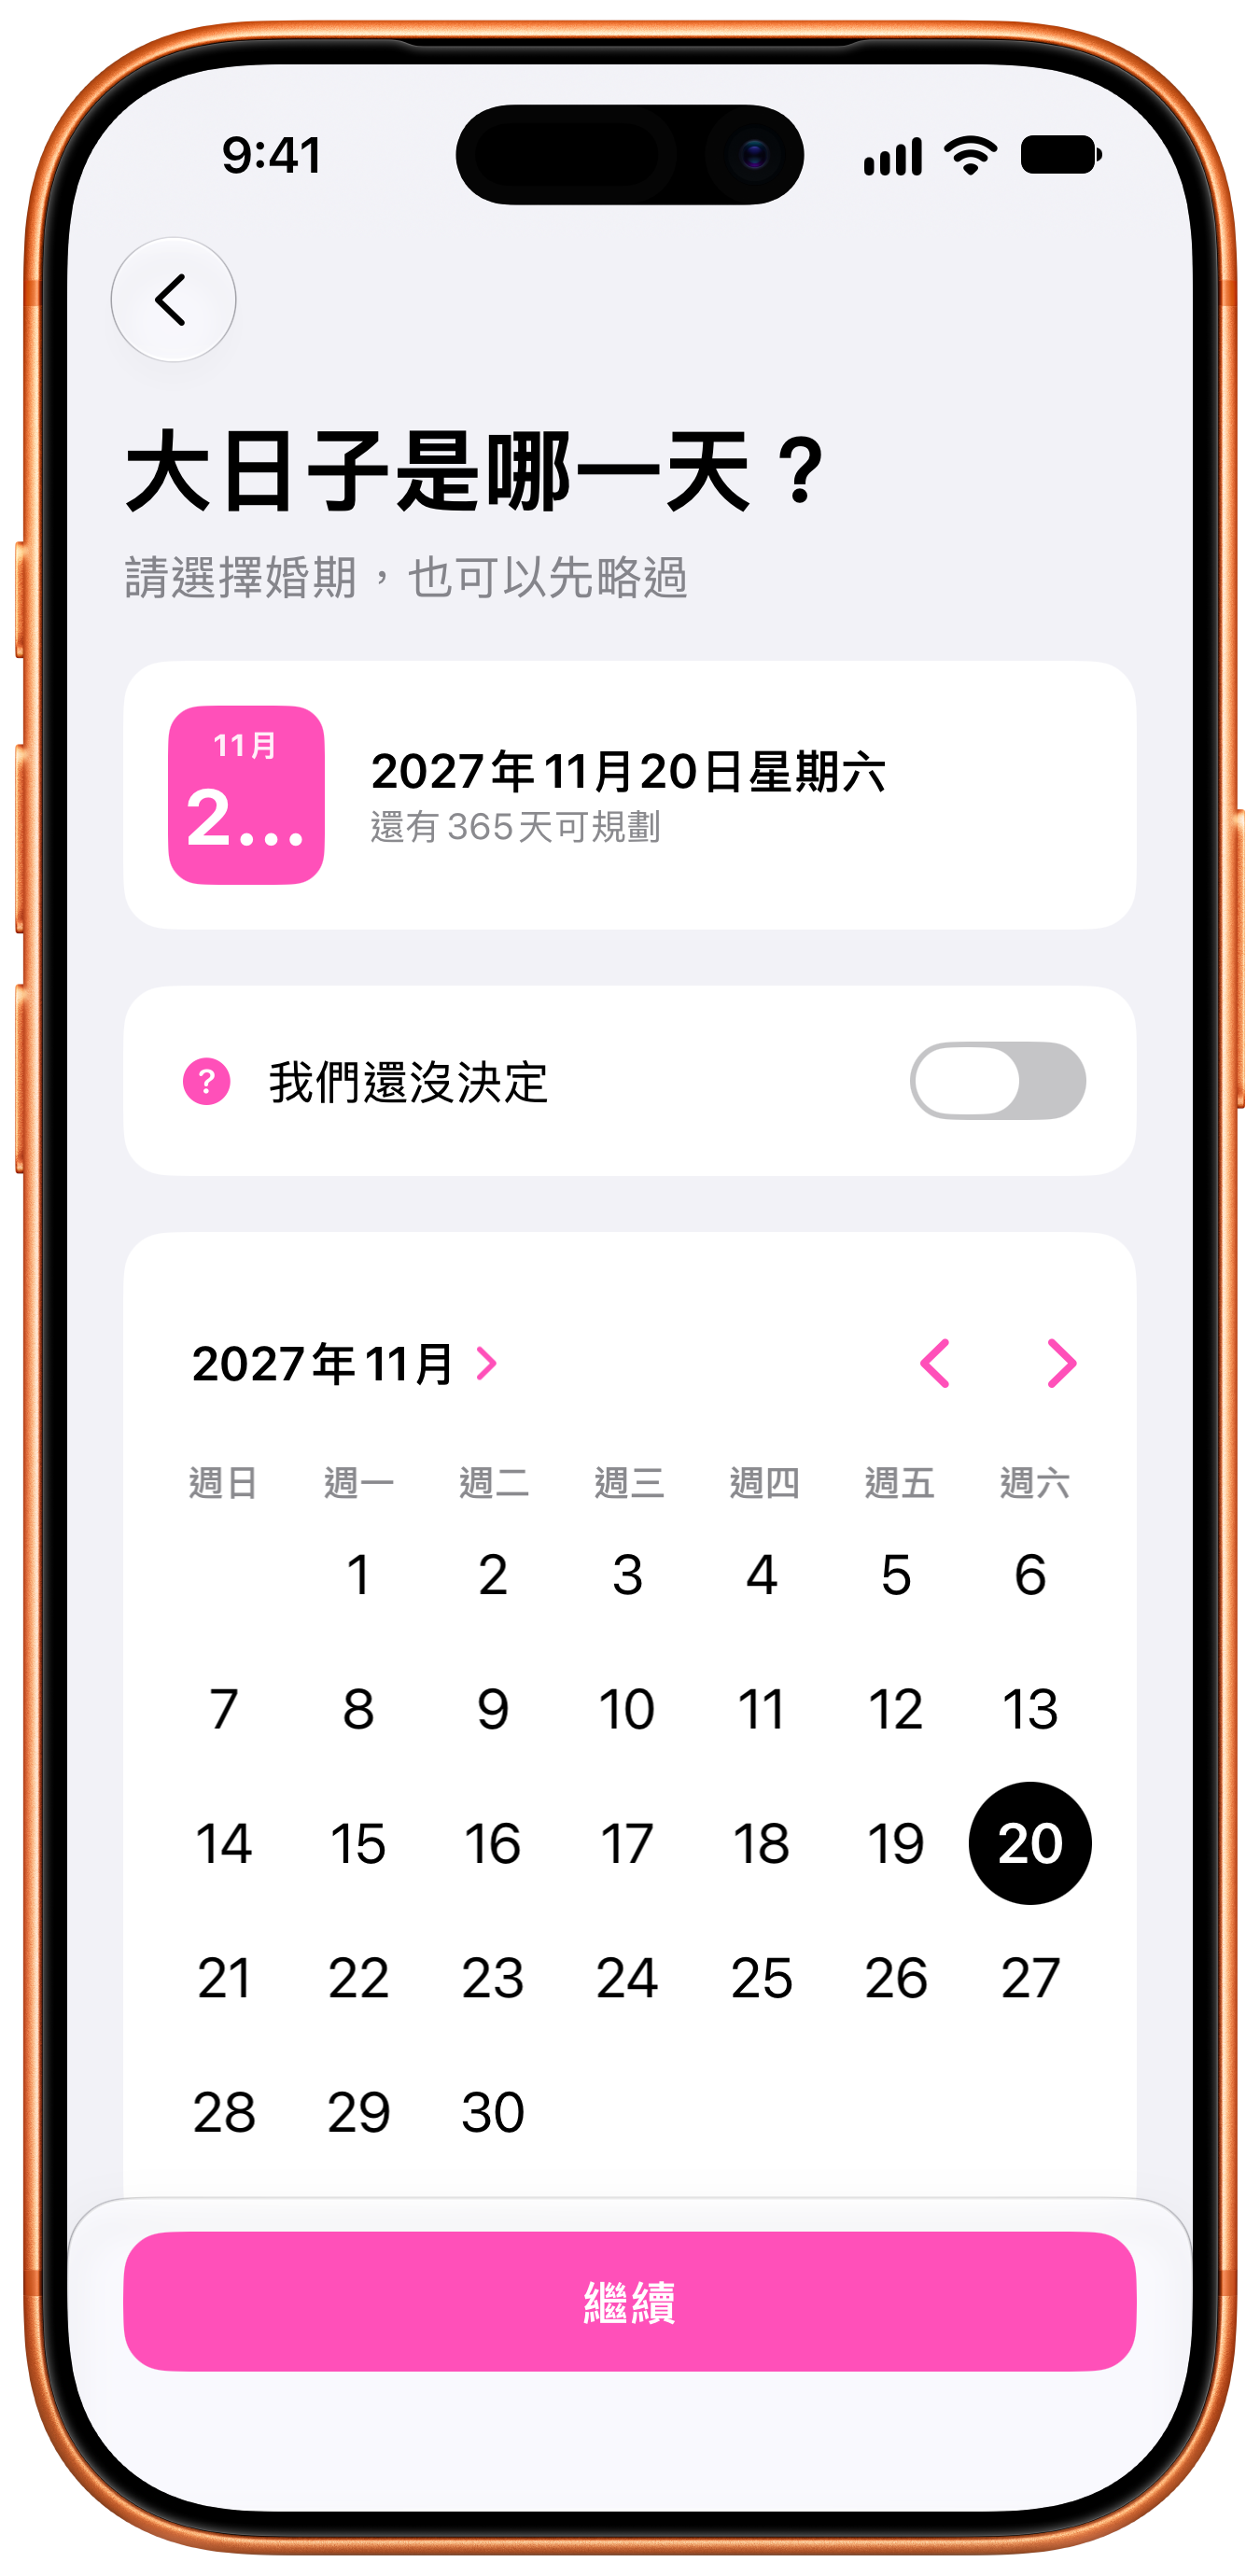 9:41
大日子是哪一天？
請選擇婚期，也可以先略過
11月
2...
2027年11月20日星期六
還有 365天可規劃
?
我們還沒決定
2027年 11月
週日 週一 週二 週三 週四 週五 週六
1 2 3 4 5 6
7 8 9 10 11 12 13
14 15 16 17 18 19 20
21 22 23 24 25 26 27
28 29 30
繼續